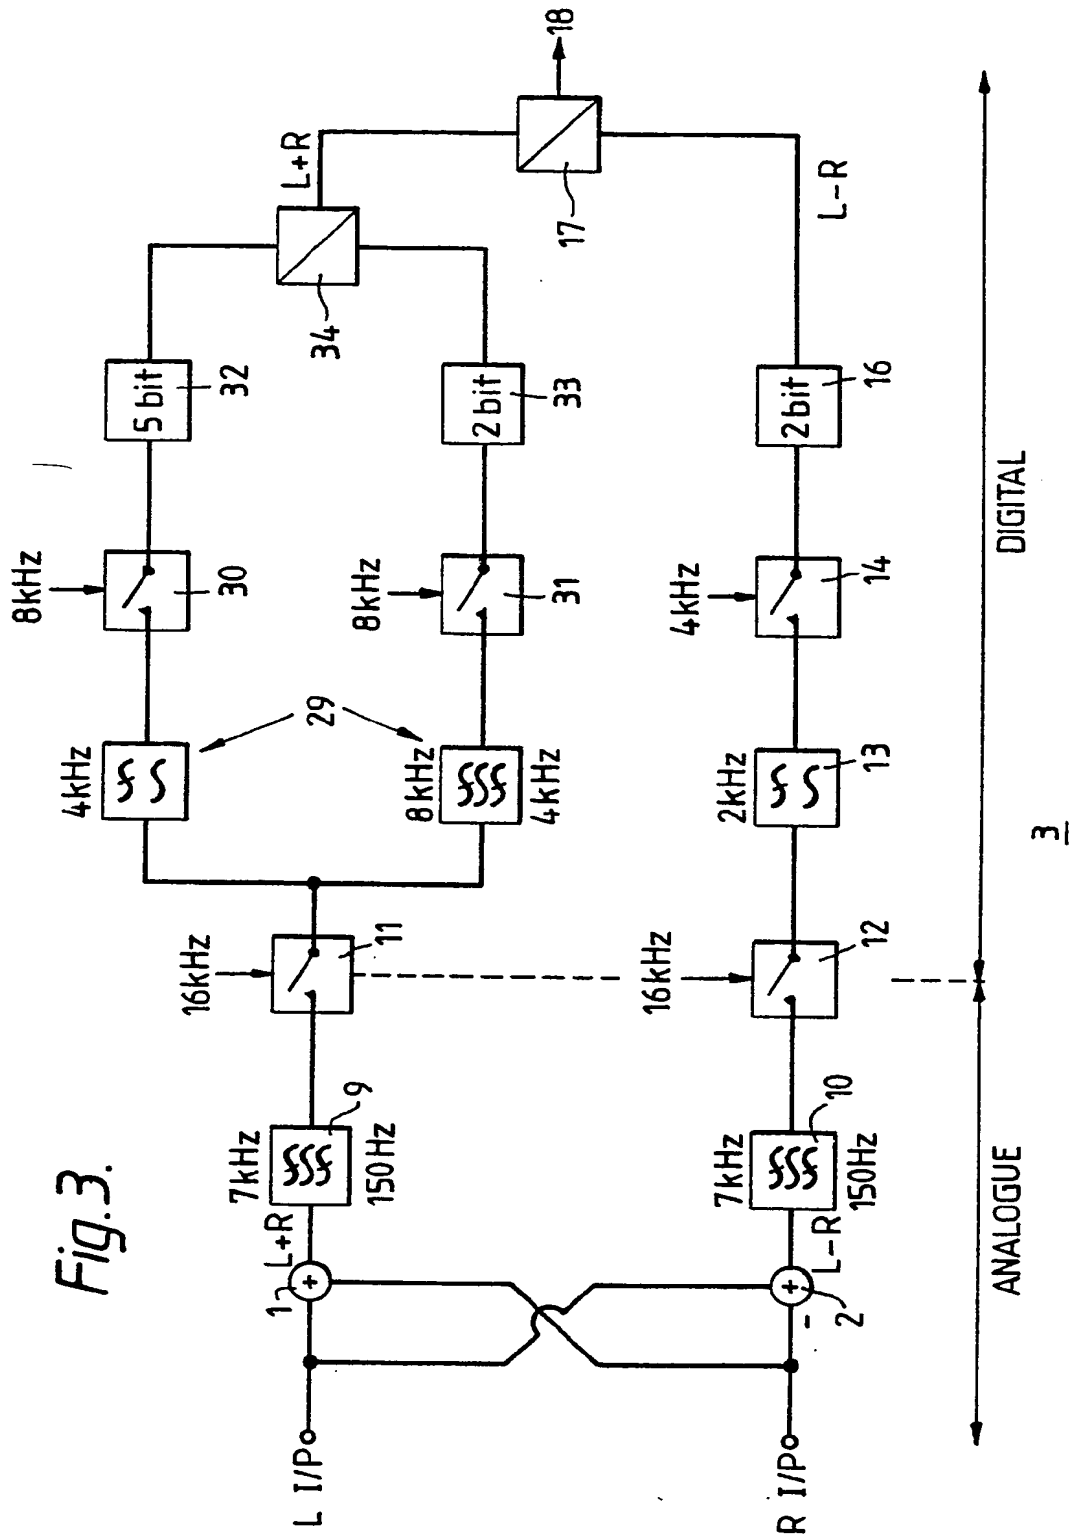 Fig.3.
L I/P
1
L+R
7kHz
9
150Hz
16kHz
11
4kHz
29
8kHz
4kHz
8kHz
30
8kHz
31
5 bit
32
2 bit
33
34
L+R
17
18
R I/P
-
2
L-R
7kHz
10
150Hz
16kHz
12
2kHz
13
4kHz
14
2 bit
16
L-R
ANALOGUE
DIGITAL
3